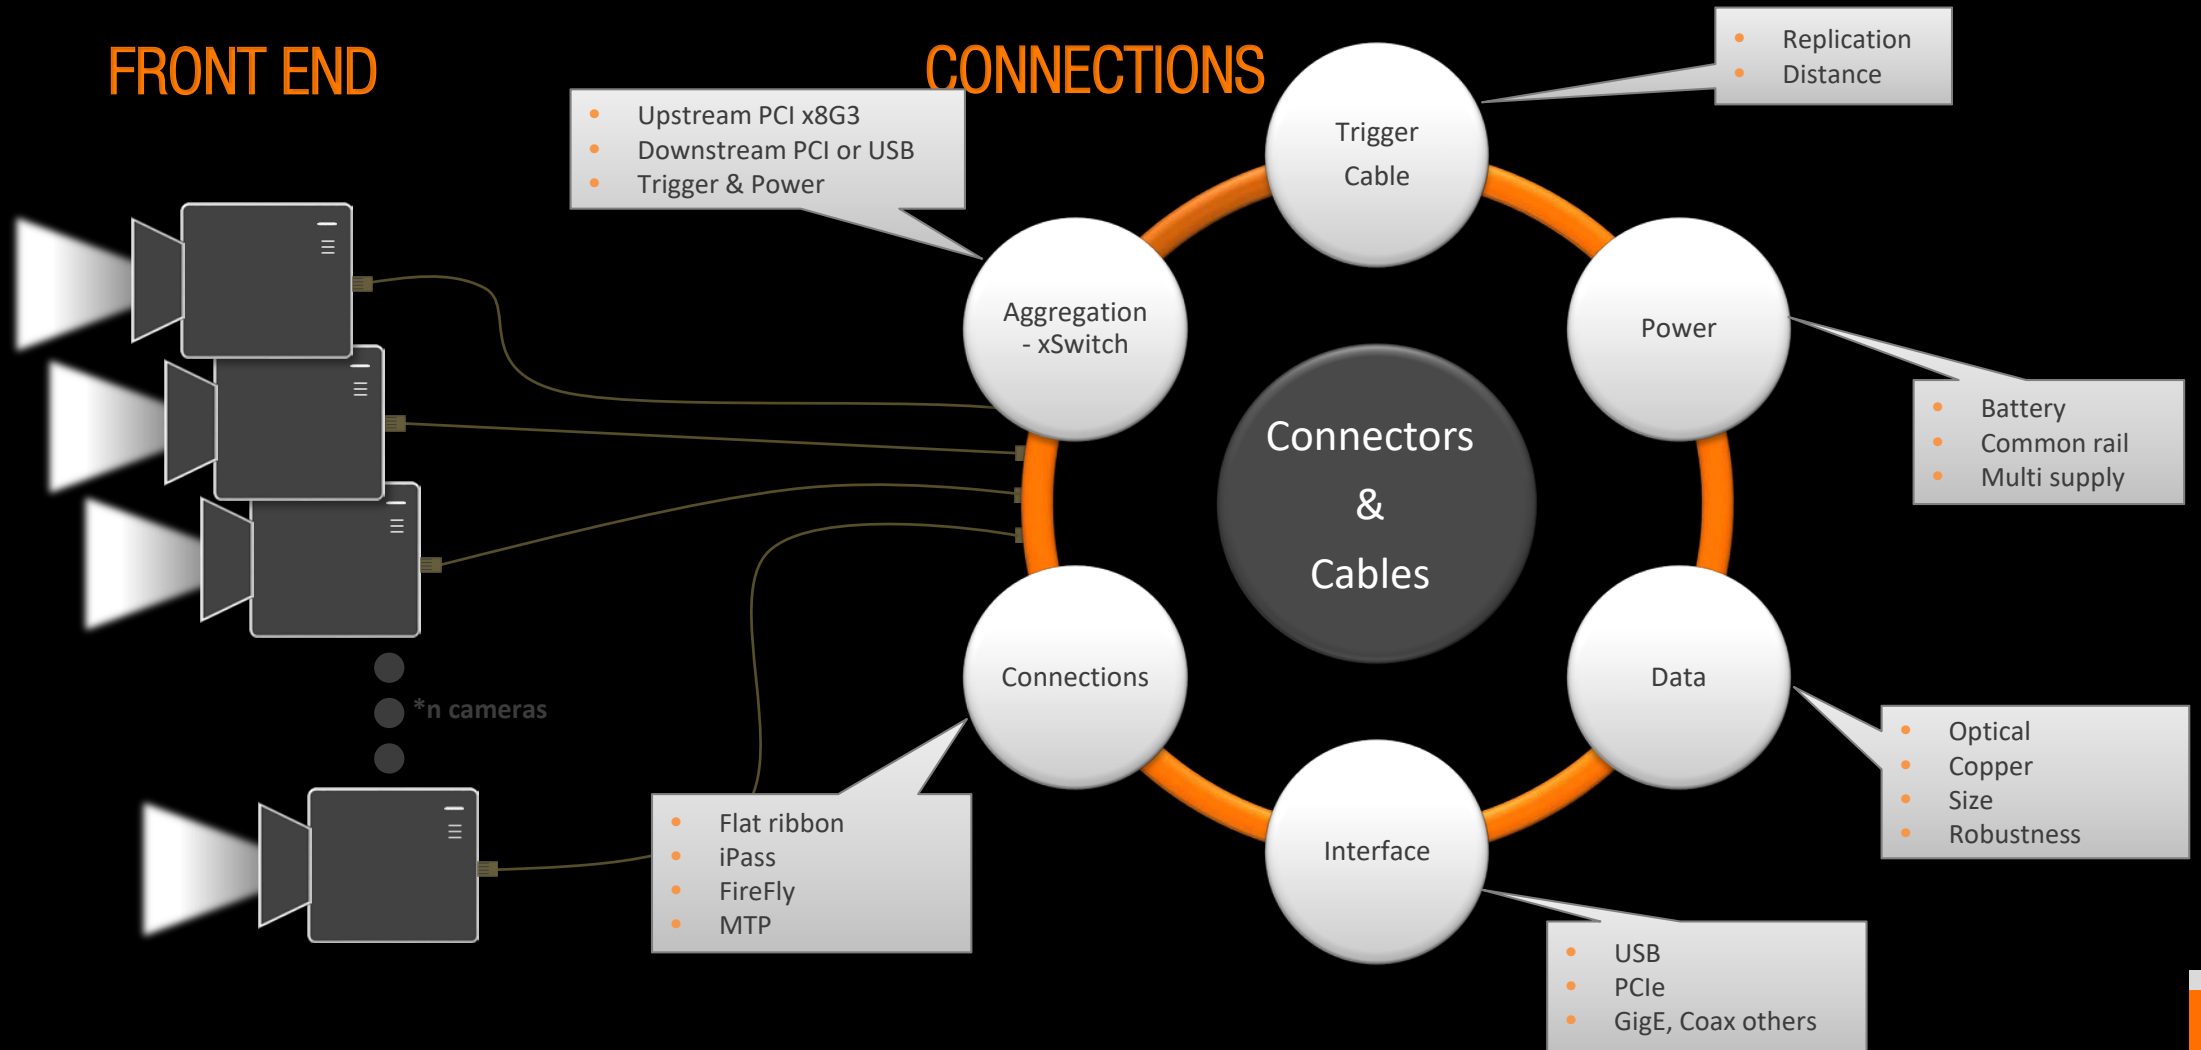 FRONT END
CONNECTIONS
• Upstream PCI x8G3
• Downstream PCI or USB
• Trigger & Power
• Replication
• Distance
Trigger
Cable
Aggregation
- xSwitch
Power
• Battery
• Common rail
• Multi supply
Connectors
&
Cables
Connections
Data
*n cameras
• Optical
• Copper
• Size
• Robustness
• Flat ribbon
• iPass
• FireFly
• MTP
Interface
• USB
• PCIe
• GigE, Coax others